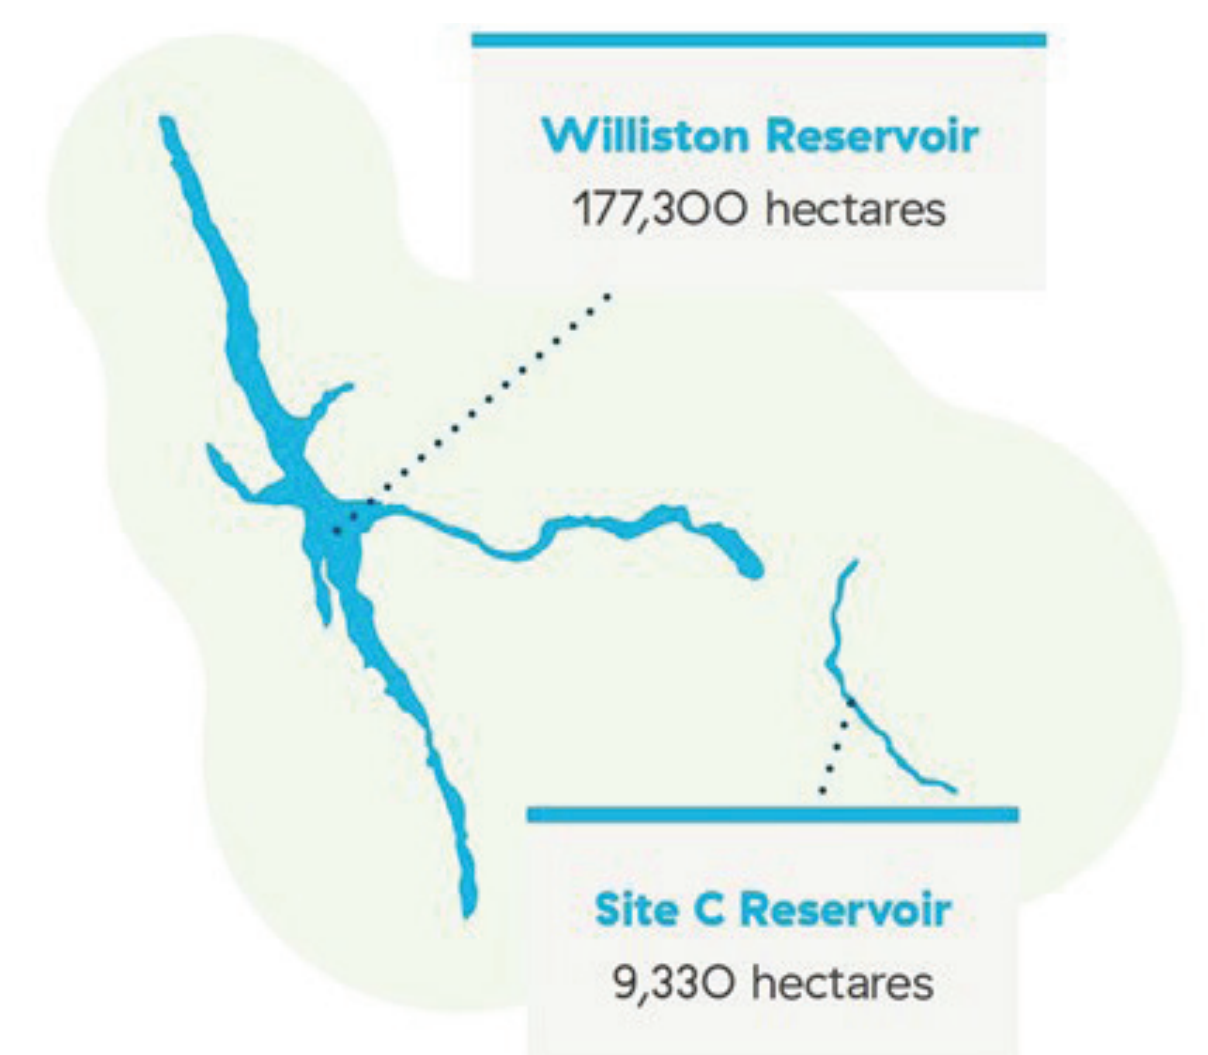 Williston Reservoir
177,300 hectares
Site C Reservoir
9,330 hectares